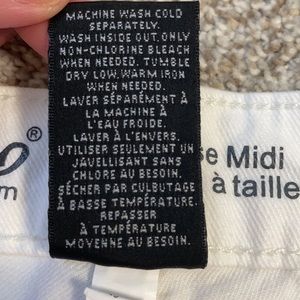 MACHINE WASH COLD
SEPARATELY.
WASH INSIDE OUT. ONLY
NON-CHLORINE BLEACH
WHEN NEEDED. TUMBLE
DRY LOW. WARM IRON
WHEN NEEDED.
LAVER SÉPARÉMENT À
LA MACHINE À
L'EAU FROIDE.
LAVER À L'ENVERS.
UTILISER SEULEMENT UN
JAVELLISANT SANS
CHLORE AU BESOIN.
SÉCHER PAR CULBUTAGE
À BASSE TEMPÉRATURE.
REPASSER
À TEMPÉRATURE
MOYENNE AU BESOIN.
®
m
se Midi
à taille